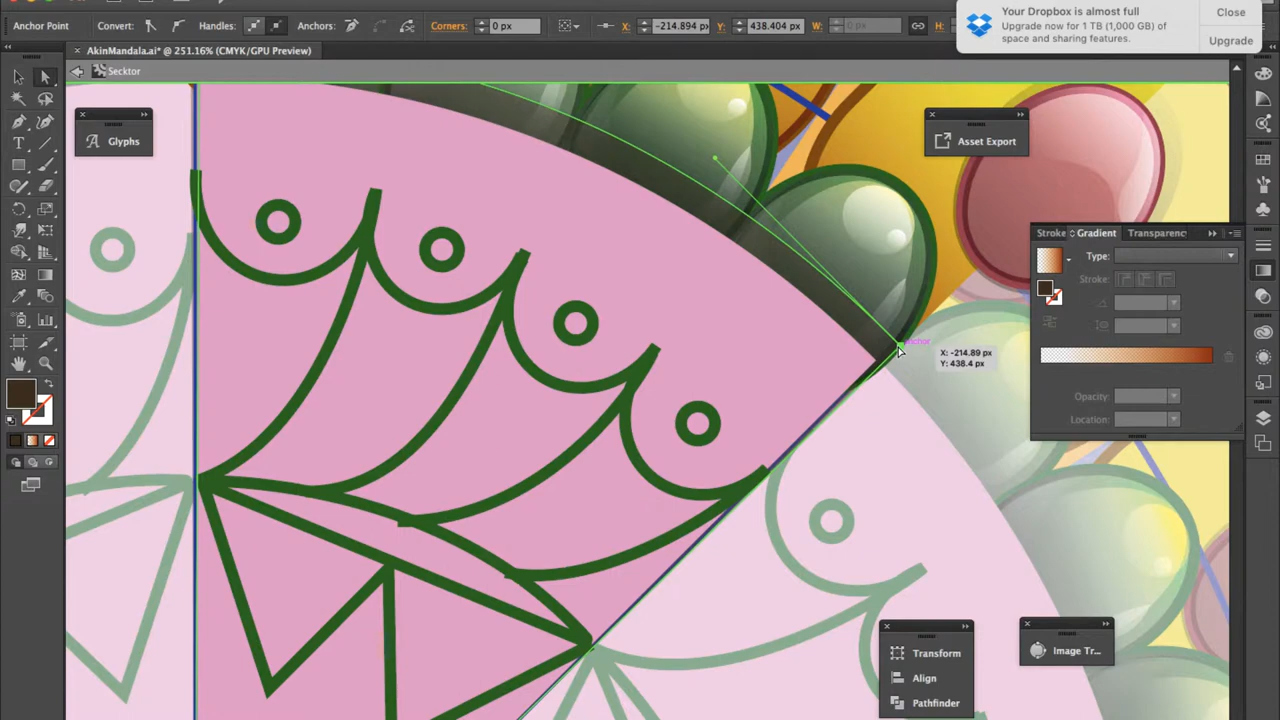 Anchor Point
Convert:
Handles:
Anchors:
Corners:
0 px
X:
-214.894 px
Y:
438.404 px
W:
0 px
H:
Your Dropbox is almost full
Upgrade now for 1 TB (1,000 GB) of
space and sharing features.
Close
Upgrade
AkinMandala.ai* @ 251.16% (CMYK/GPU Preview)
Secktor
Glyphs
Asset Export
Stroke
Gradient
Transparenc
Type:
Stroke:
Opacity:
Location:
X: -214.89 px
Y: 438.4 px
Transform
Align
Pathfinder
Image Tr...